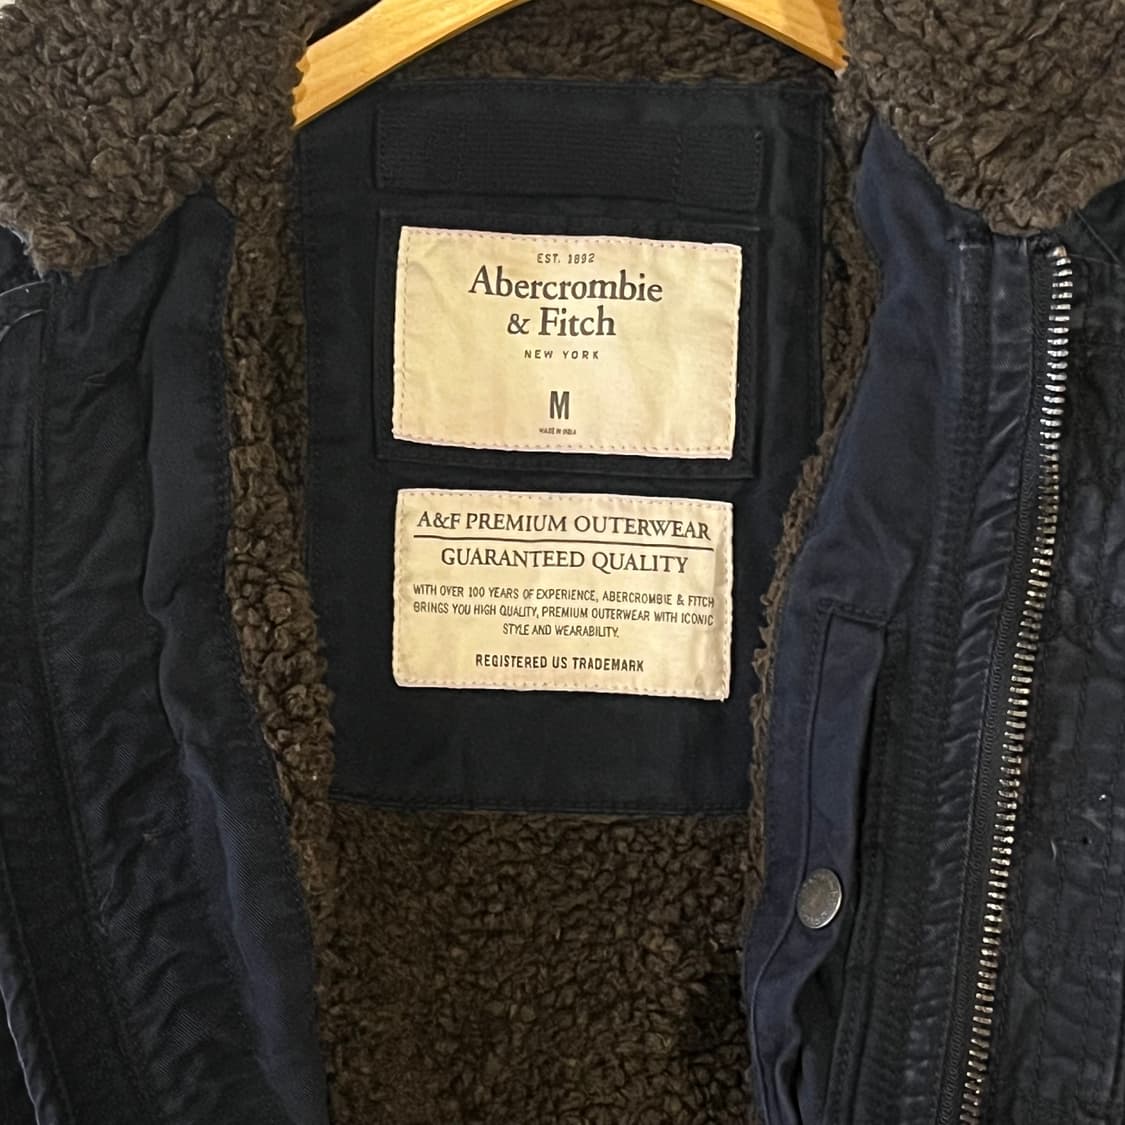 EST. 1892
Abercrombie
& Fitch
NEW YORK
M
MADE IN INDIA
A&F PREMIUM OUTERWEAR
GUARANTEED QUALITY
WITH OVER 100 YEARS OF EXPERIENCE, ABERCROMBIE & FITCH
BRINGS YOU HIGH QUALITY, PREMIUM OUTERWEAR WITH ICONIC
STYLE AND WEARABILITY.
REGISTERED US TRADEMARK